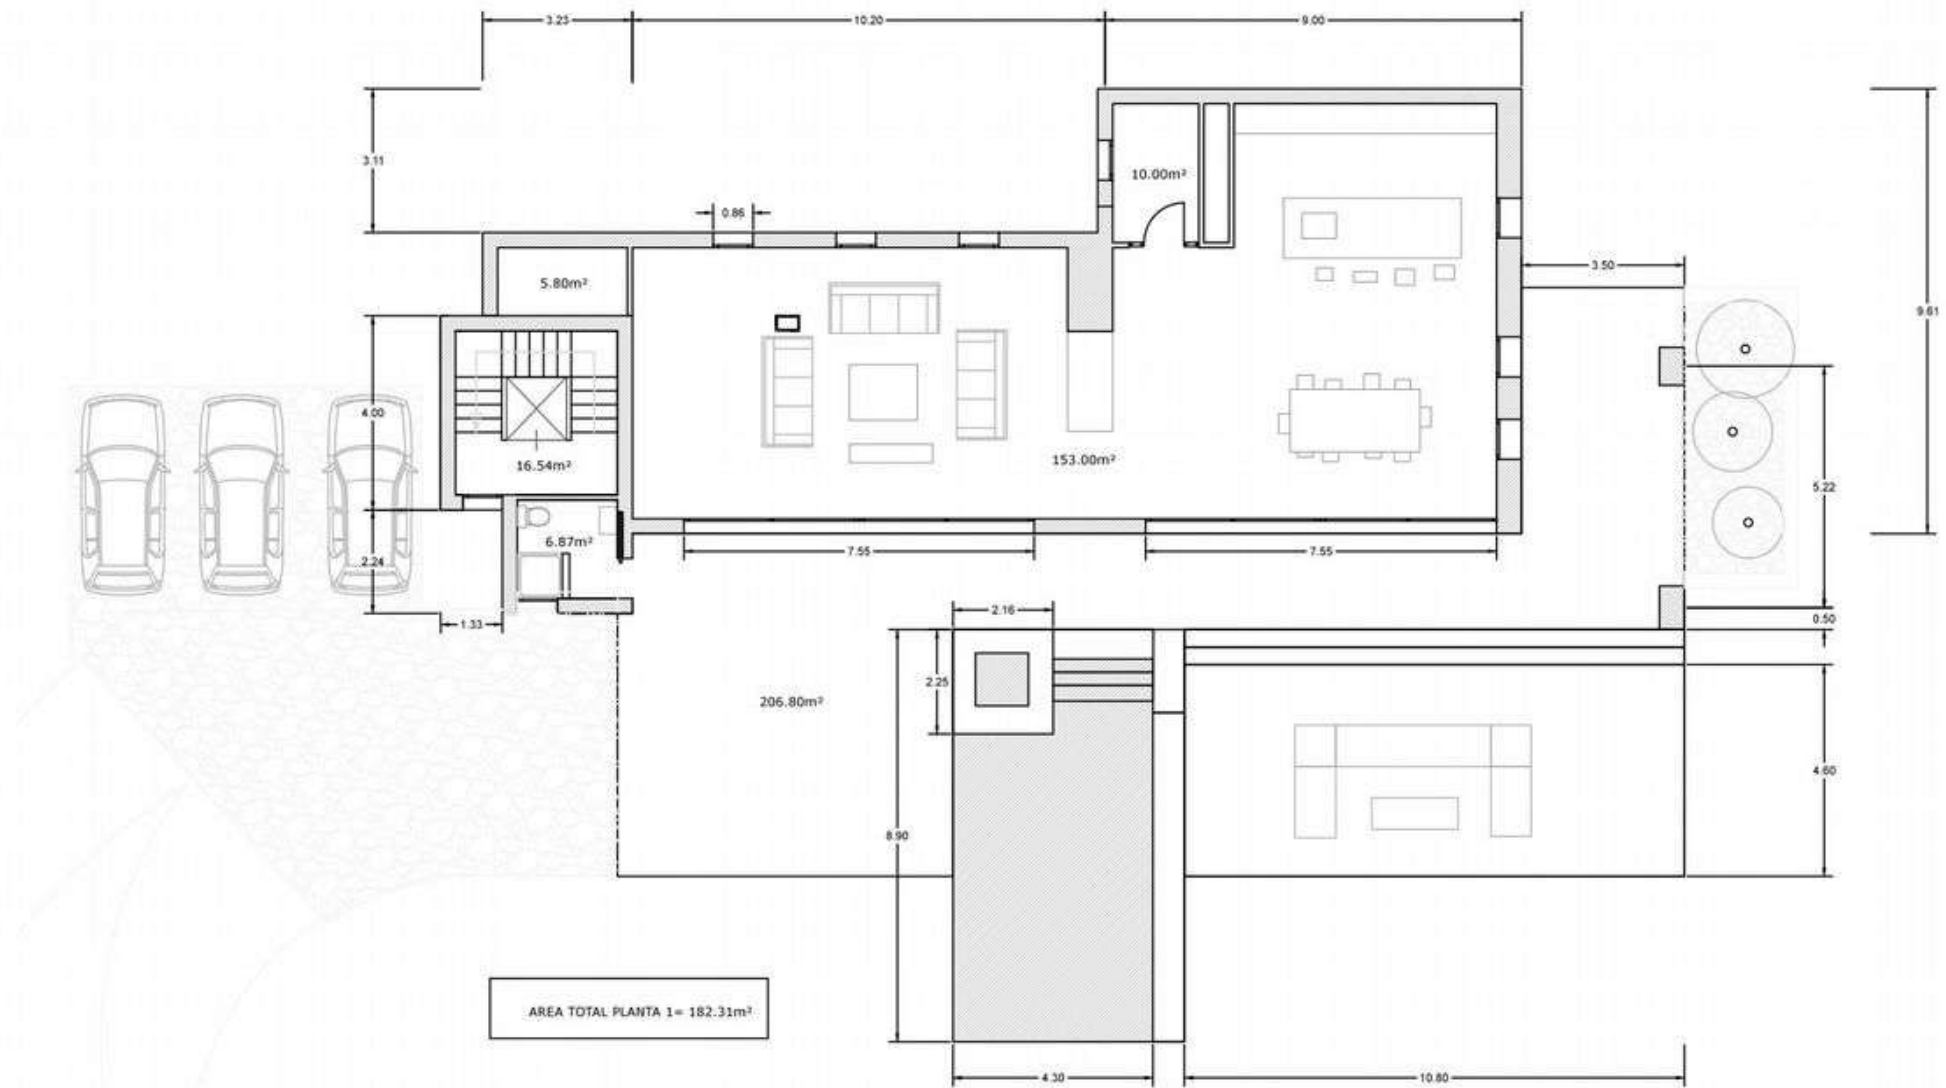 3.25
10.20
9.00
3.11
0.86
10.00m²
3.50
5.80m²
9.61
4.00
16.54m²
153.00m²
5.22
6.87m²
7.55
7.55
2.24
1.33
2.16
0.50
2.25
206.80m²
4.60
8.90
AREA TOTAL PLANTA 1= 182.31m²
4.30
10.80